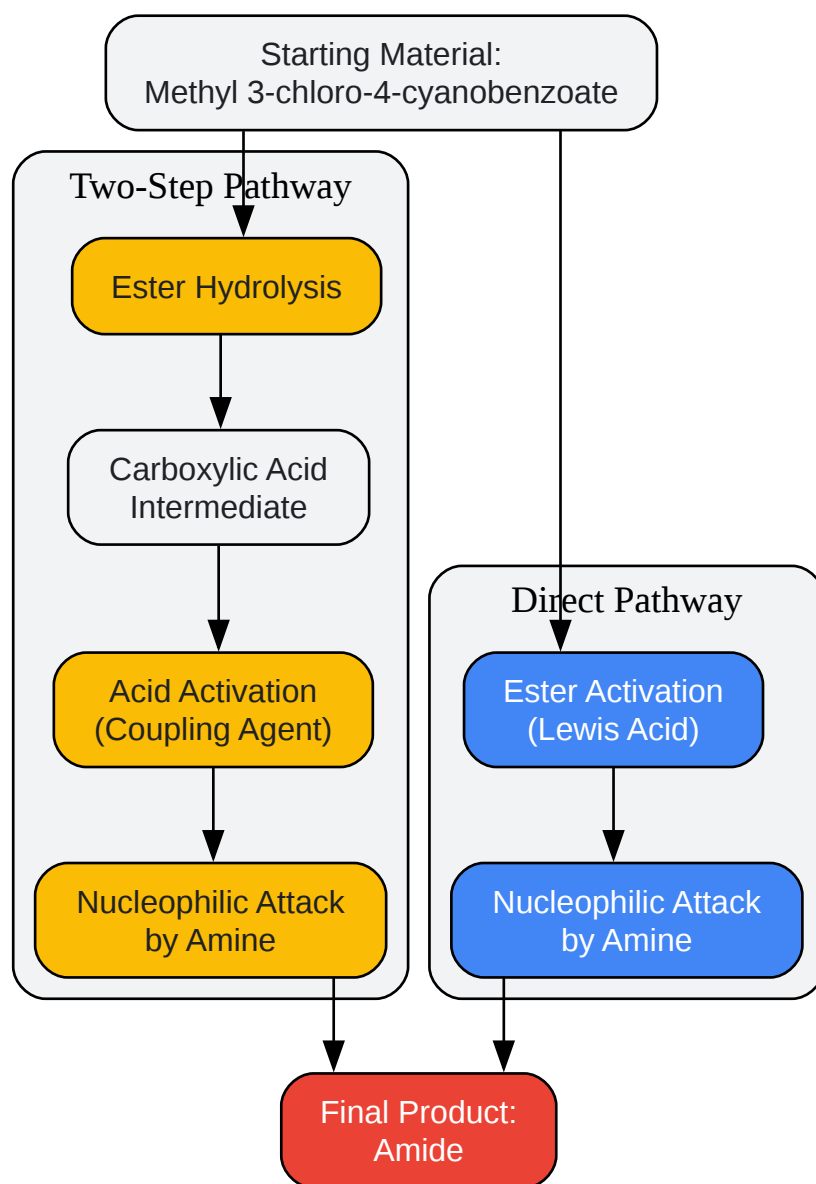 Starting Material:
Methyl 3-chloro-4-cyanobenzoate
Two-Step Pathway
Ester Hydrolysis
Carboxylic Acid
Intermediate
Acid Activation
(Coupling Agent)
Nucleophilic Attack
by Amine
Direct Pathway
Ester Activation
(Lewis Acid)
Nucleophilic Attack
by Amine
Final Product:
Amide